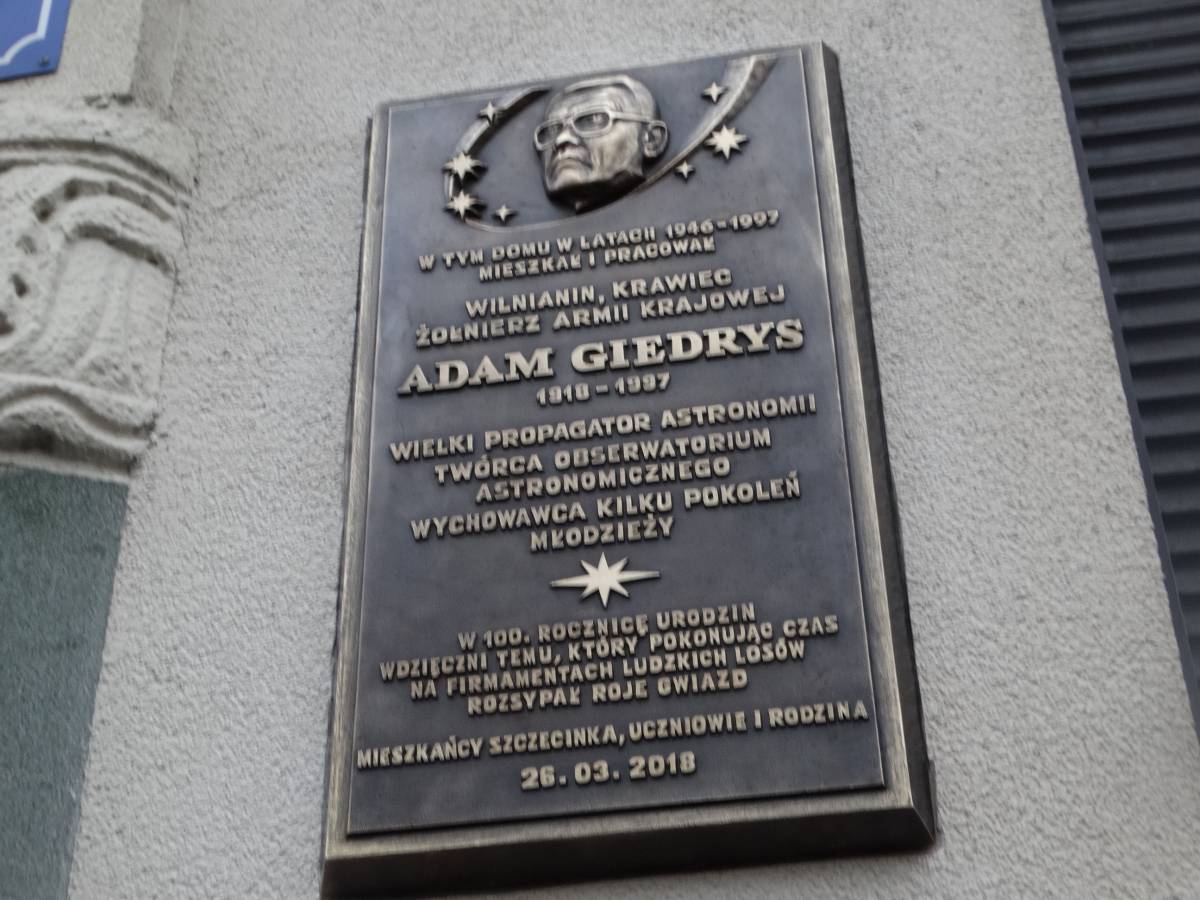 W TYM DOMU W LATACH 1946-1997
MIESZKAŁ I PRACOWAŁ
WILNIANIN, KRAWIEC
ŻOŁNIERZ ARMII KRAJOWEJ
ADAM GIEDRYS
1918 - 1997
WIELKI PROPAGATOR ASTRONOMII
TWÓRCA OBSERWATORIUM
ASTRONOMICZNEGO
WYCHOWAWCA KILKU POKOLEŃ
MŁODZIEŻY
W 100. ROCZNICĘ URODZIN
WDZIĘCZNI TEMU, KTÓRY POKONUJĄC CZAS
NA FIRMAMENTACH LUDZKICH LOSÓW
ROZSYPAŁ ROJE GWIAZD
MIESZKAŃCY SZCZECINKA, UCZNIOWIE I RODZINA
26. 03. 2018